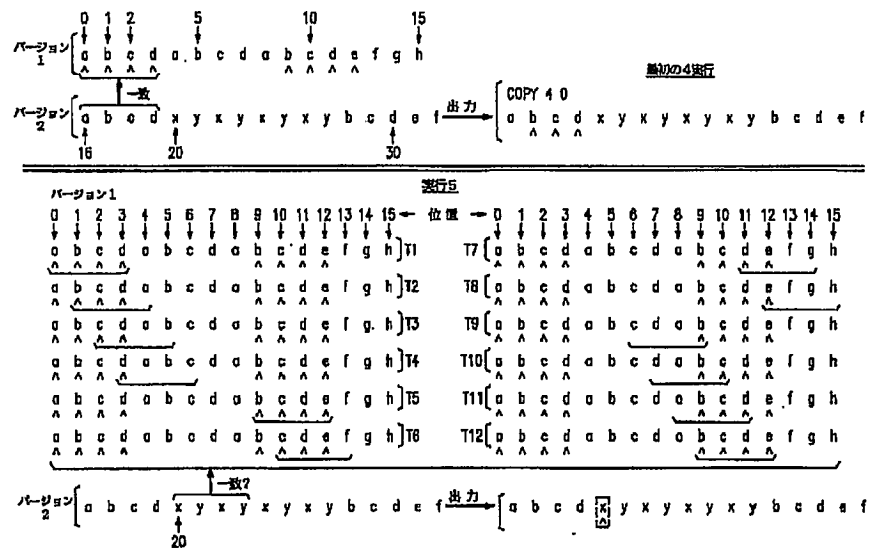 0 1 2 5 10 15
バージョン 1 a b c d a b c d a b c d e f g h
^ ^ ^ ^ ^ ^ ^ ^
最初の4実行
一致
出力
COPY 4 0
バージョン 2 a b c d x y x y x y x y b c d e f
a b c d x y x y x y x y b c d e f
^ ^ ^
16 20 30
実行5
バージョン1
0 1 2 3 4 5 6 7 8 9 10 11 12 13 14 15 ← 位置 → 0 1 2 3 4 5 6 7 8 9 10 11 12 13 14 15
a b c d a b c d a b c d e f g h ]T1 T7[ a b c d a b c d a b c d e f g h
^ ^ ^ ^ ^ ^ ^ ^ ^ ^ ^ ^ ^ ^ ^ ^
a b c d a b c d a b c d e f g h ]T2 T8[ a b c d a b c d a b c d e f g h
^ ^ ^ ^ ^ ^ ^ ^ ^ ^ ^ ^ ^ ^ ^ ^
a b c d a b c d a b c d e f g h ]T3 T9[ a b c d a b c d a b c d e f g h
^ ^ ^ ^ ^ ^ ^ ^ ^ ^ ^ ^ ^ ^ ^ ^
a b c d a b c d a b c d e f g h ]T4 T10[ a b c d a b c d a b c d e f g h
^ ^ ^ ^ ^ ^ ^ ^ ^ ^ ^ ^ ^ ^ ^ ^
a b c d a b c d a b c d e f g h ]T5 T11[ a b c d a b c d a b c d e f g h
^ ^ ^ ^ ^ ^ ^ ^ ^ ^ ^ ^ ^ ^ ^ ^
a b c d a b c d a b c d e f g h ]T6 T12[ a b c d a b c d a b c d e f g h
^ ^ ^ ^ ^ ^ ^ ^ ^ ^ ^ ^ ^ ^ ^ ^
一致?
出力
バージョン 2 a b c d x y x y x y x y b c d e f
a b c d x y x y x y x y b c d e f
^
20